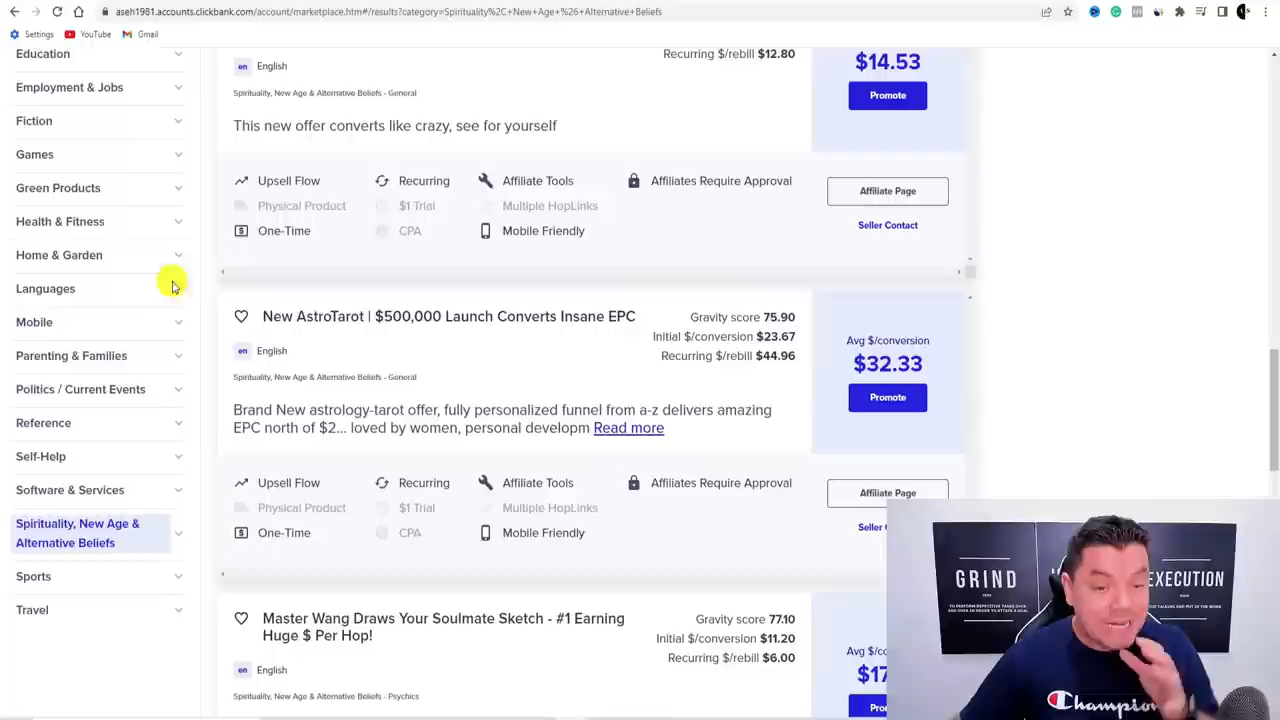 aseh1981.accounts.clickbank.com/account/marketplace.htm#/results?category=Spirituality%2C+New+Age+%26+Alternative+Beliefs
Settings
YouTube
Gmail
Education
Employment & Jobs
Fiction
Games
Green Products
Health & Fitness
Home & Garden
Languages
Mobile
Parenting & Families
Politics / Current Events
Reference
Self-Help
Software & Services
Spirituality, New Age &
Alternative Beliefs
Sports
Travel
Recurring $/rebill $12.80
en English
Spirituality, New Age & Alternative Beliefs - General
This new offer converts like crazy, see for yourself
$14.53
Promote
Upsell Flow
Recurring
Affiliate Tools
Affiliates Require Approval
Physical Product
$1 Trial
Multiple HopLinks
One-Time
CPA
Mobile Friendly
Affiliate Page
Seller Contact
New AstroTarot | $500,000 Launch Converts Insane EPC
Gravity score 75.90
Initial $/conversion $23.67
Recurring $/rebill $44.96
en English
Spirituality, New Age & Alternative Beliefs - General
Brand New astrology-tarot offer, fully personalized funnel from a-z delivers amazing
EPC north of $2... loved by women, personal developm Read more
Avg $/conversion
$32.33
Promote
Upsell Flow
Recurring
Affiliate Tools
Affiliates Require Approval
Physical Product
$1 Trial
Multiple HopLinks
One-Time
CPA
Mobile Friendly
Affiliate Page
Seller C
Master Wang Draws Your Soulmate Sketch - #1 Earning
Huge $ Per Hop!
Gravity score 77.10
Initial $/conversion $11.20
Recurring $/rebill $6.00
en English
Spirituality, New Age & Alternative Beliefs - Psychics
Avg $/co
$17
Pro
GRIND
EXECUTION
Champion